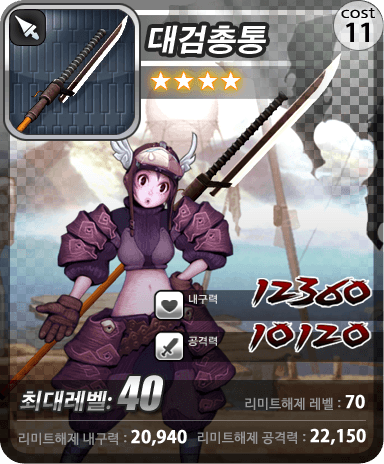 대검총통
cost
11
내구력 12360
공격력 10120
최대레벨: 40
리미트해제 레벨 : 70
리미트해제 내구력 : 20,940 리미트해제 공격력 : 22,150